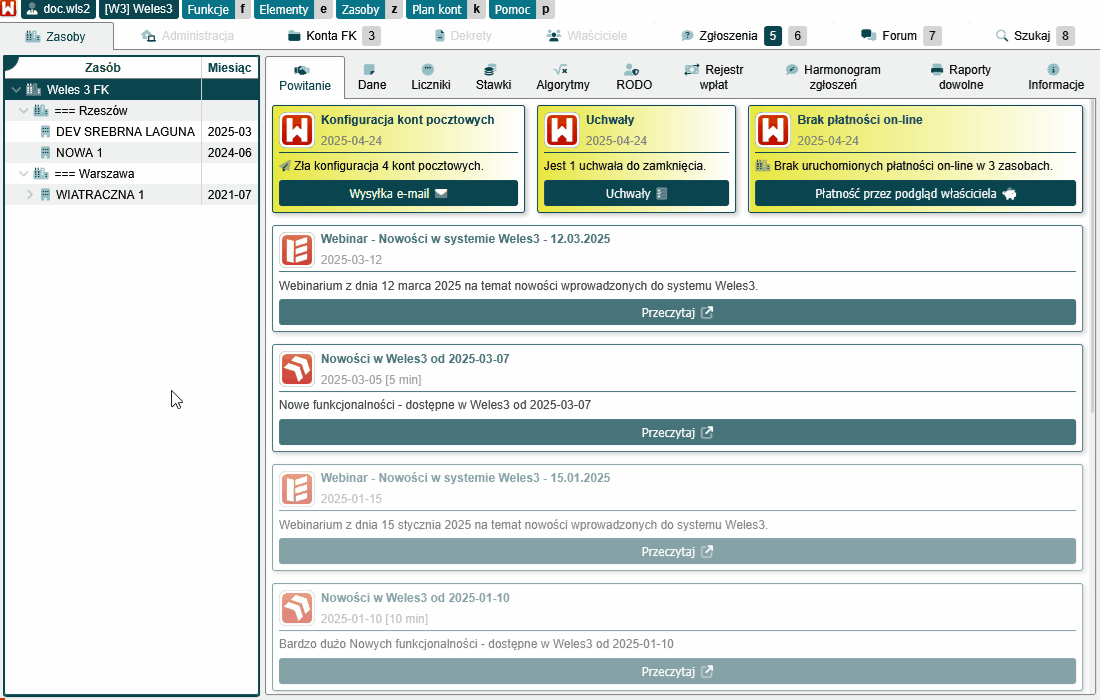 doc.wls2 [W3] Weles3 Funkcje f Elementy e Zasoby z Plan kont k Pomoc p
Zasoby Administracja Konta FK 3 Dekrety Właściciele Zgłoszenia 5 6 Forum 7 Szukaj 8
Zasób Miesiąc
Weles 3 FK
=== Rzeszów
DEV SREBRNA LAGUNA 2025-03
NOWA 1 2024-06
=== Warszawa
WIATRACZNA 1 2021-07
Powitanie
Dane
Liczniki
Stawki
Algorytmy
RODO
Rejestr
wpłat
Harmonogram
zgłoszeń
Raporty
dowolne
Informacje
Konfiguracja kont pocztowych
2025-04-24
Zła konfiguracja 4 kont pocztowych.
Wysyłka e-mail
Uchwały
2025-04-24
Jest 1 uchwała do zamknięcia.
Uchwały
Brak płatności on-line
2025-04-24
Brak uruchomionych płatności on-line w 3 zasobach.
Płatność przez podgląd właściciela
Webinar - Nowości w systemie Weles3 - 12.03.2025
2025-03-12
Webinarium z dnia 12 marca 2025 na temat nowości wprowadzonych do systemu Weles3.
Przeczytaj
Nowości w Weles3 od 2025-03-07
2025-03-05 [5 min]
Nowe funkcjonalności - dostępne w Weles3 od 2025-03-07
Przeczytaj
Webinar - Nowości w systemie Weles3 - 15.01.2025
2025-01-15
Webinarium z dnia 15 stycznia 2025 na temat nowości wprowadzonych do systemu Weles3.
Przeczytaj
Nowości w Weles3 od 2025-01-10
2025-01-10 [10 min]
Bardzo dużo Nowych funkcjonalności - dostępne w Weles3 od 2025-01-10
Przeczytaj